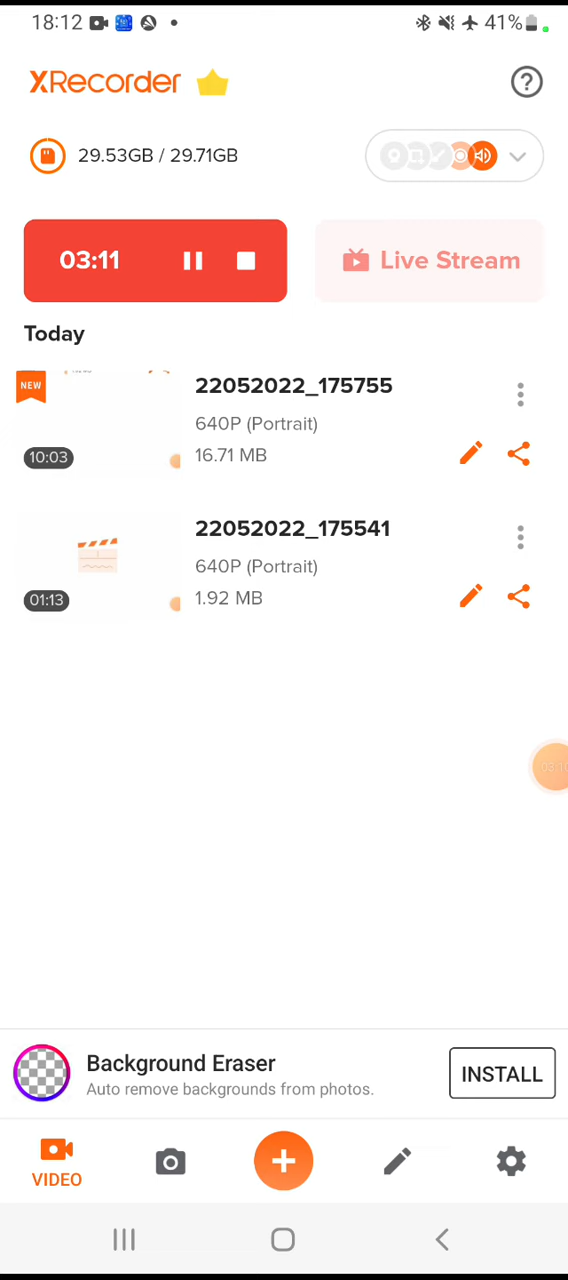 18:12
41%
XRecorder
29.53GB / 29.71GB
03:11
Live Stream
Today
NEW
22052022_175755
640P (Portrait)
10:03
16.71 MB
22052022_175541
640P (Portrait)
01:13
1.92 MB
Background Eraser
Auto remove backgrounds from photos.
INSTALL
VIDEO